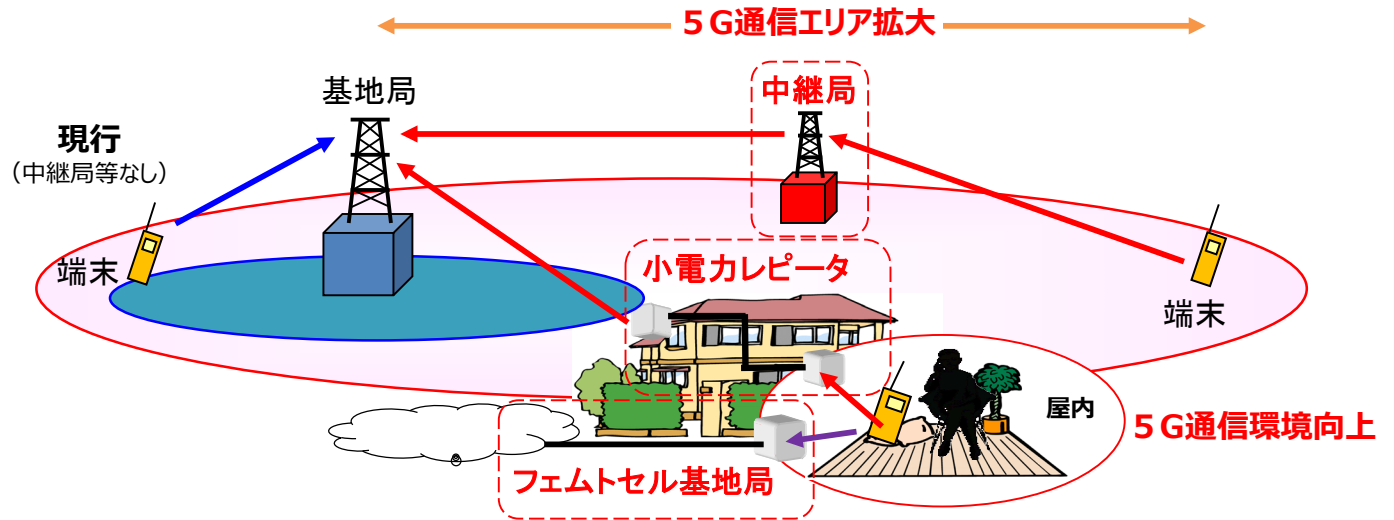 ５Ｇ通信エリア拡大
基地局
中継局
現行
（中継局等なし）
端末
小電力レピータ
端末
屋内
５Ｇ通信環境向上
フェムトセル基地局